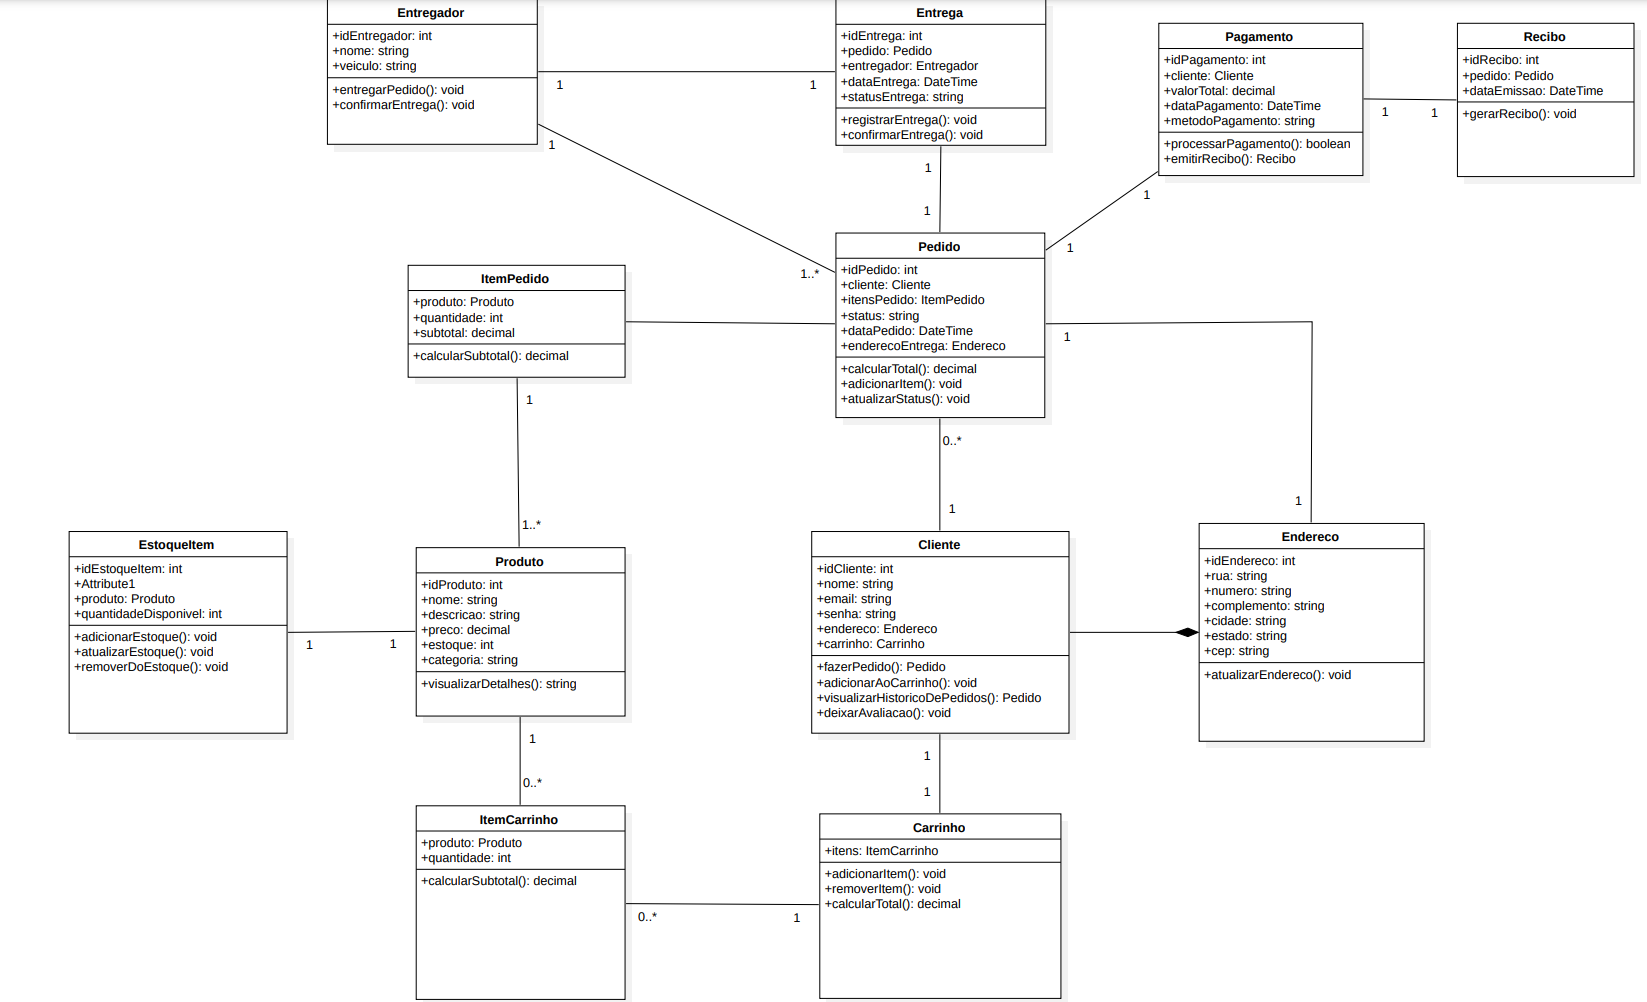 Entregador
+idEntregador: int
+nome: string
+veiculo: string
+entregarPedido(): void
+confirmarEntrega(): void
1
1
1
1..*
Entrega
+idEntrega: int
+pedido: Pedido
+entregador: Entregador
+dataEntrega: DateTime
+statusEntrega: string
+registrarEntrega(): void
+confirmarEntrega(): void
1
1
Pagamento
+idPagamento: int
+cliente: Cliente
+valorTotal: decimal
+dataPagamento: DateTime
+metodoPagamento: string
+processarPagamento(): boolean
+emitirRecibo(): Recibo
1
1
1
1
Recibo
+idRecibo: int
+pedido: Pedido
+dataEmissao: DateTime
+gerarRecibo(): void
ItemPedido
+produto: Produto
+quantidade: int
+subtotal: decimal
+calcularSubtotal(): decimal
1
1..*
Pedido
+idPedido: int
+cliente: Cliente
+itensPedido: ItemPedido
+status: string
+dataPedido: DateTime
+enderecoEntrega: Endereco
+calcularTotal(): decimal
+adicionarItem(): void
+atualizarStatus(): void
1
1
0..*
1
EstoqueItem
+idEstoqueItem: int
+Attribute1
+produto: Produto
+quantidadeDisponivel: int
+adicionarEstoque(): void
+atualizarEstoque(): void
+removerDoEstoque(): void
1
1
Produto
+idProduto: int
+nome: string
+descricao: string
+preco: decimal
+estoque: int
+categoria: string
+visualizarDetalhes(): string
1
0..*
Cliente
+idCliente: int
+nome: string
+email: string
+senha: string
+endereco: Endereco
+carrinho: Carrinho
+fazerPedido(): Pedido
+adicionarAoCarrinho(): void
+visualizarHistoricoDePedidos(): Pedido
+deixarAvaliacao(): void
1
1
Endereco
+idEndereco: int
+rua: string
+numero: string
+complemento: string
+cidade: string
+estado: string
+cep: string
+atualizarEndereco(): void
ItemCarrinho
+produto: Produto
+quantidade: int
+calcularSubtotal(): decimal
0..*
1
Carrinho
+itens: ItemCarrinho
+adicionarItem(): void
+removerItem(): void
+calcularTotal(): decimal